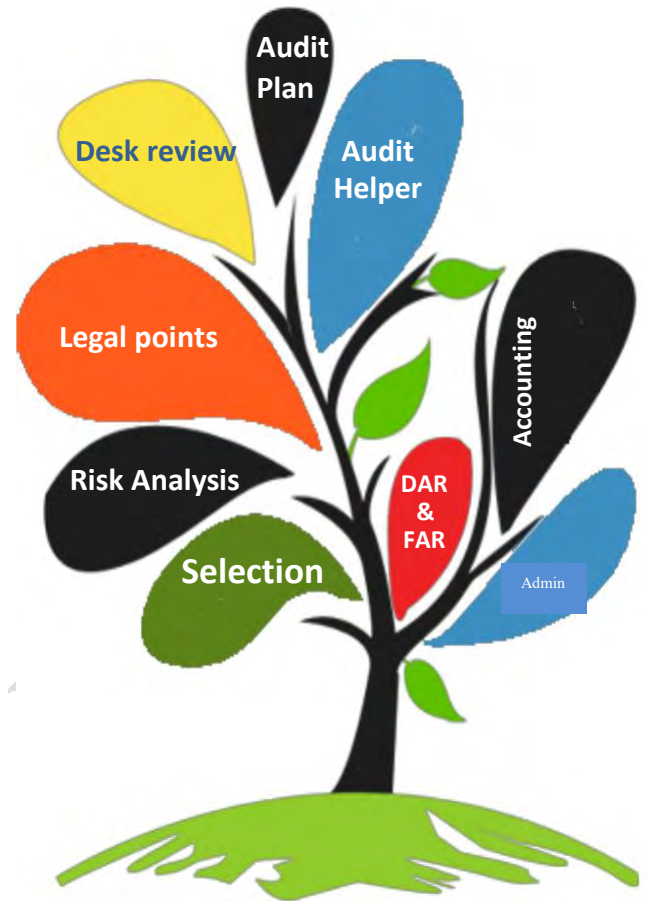 Audit
Plan
Desk review
Audit
Helper
Legal points
Accounting
Risk Analysis
DAR
&
FAR
Selection
Admin